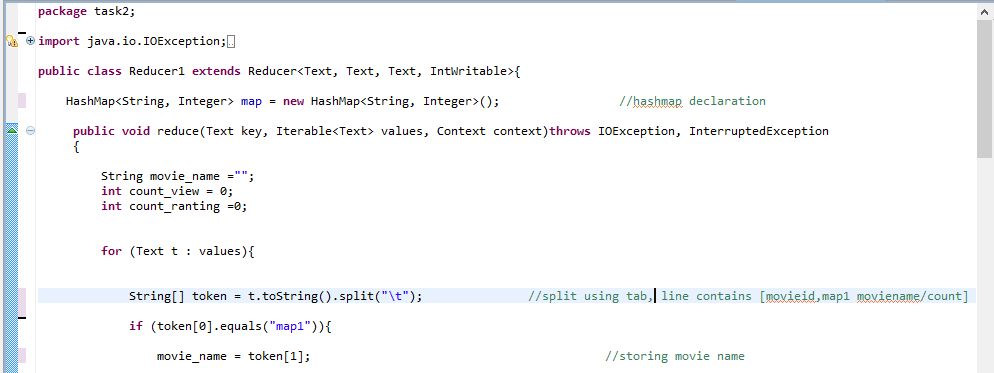 package task2;
import java.io.IOException;
public class Reducer1 extends Reducer<Text, Text, Text, IntWritable>{
HashMap<String, Integer> map = new HashMap<String, Integer>(); //hashmap declaration
public void reduce(Text key, Iterable<Text> values, Context context)throws IOException, InterruptedException
{
String movie_name ="";
int count_view = 0;
int count_ranting =0;
for (Text t : values){
String[] token = t.toString().split("\t"); //split using tab, line contains [movieid,map1 moviename/count]
if (token[0].equals("map1")){
movie_name = token[1]; //storing movie name